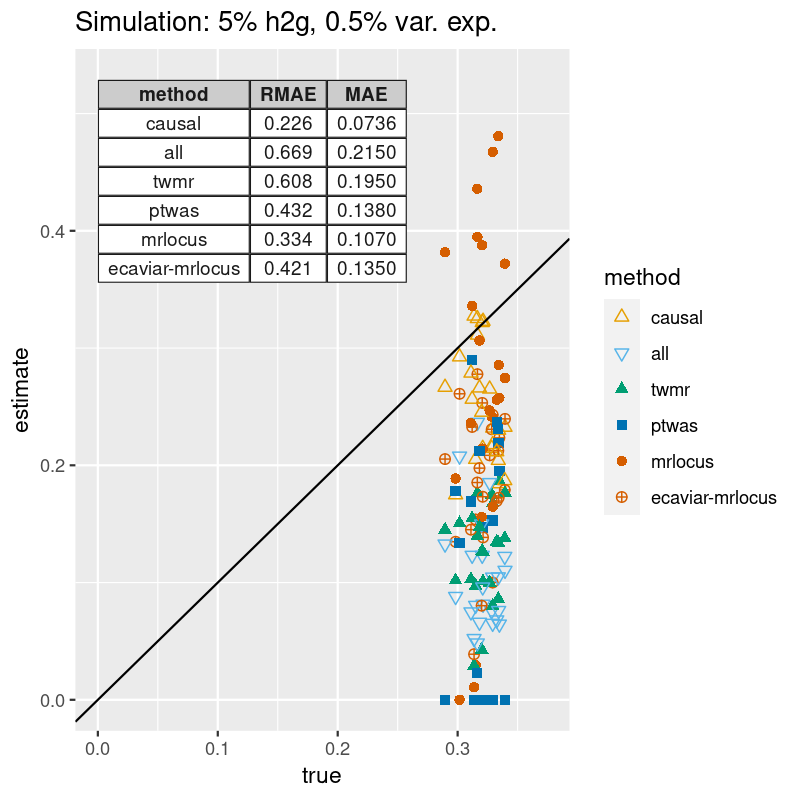 Simulation: 5% h2g, 0.5% var. exp.
method RMAE MAE
causal 0.226 0.0736
all 0.669 0.2150
twmr 0.608 0.1950
ptwas 0.432 0.1380
mrlocus 0.334 0.1070
ecaviar-mrlocus 0.421 0.1350
estimate
0.4
0.2
0.0
0.0 0.1 0.2 0.3
true
method
causal
all
twmr
ptwas
mrlocus
ecaviar-mrlocus